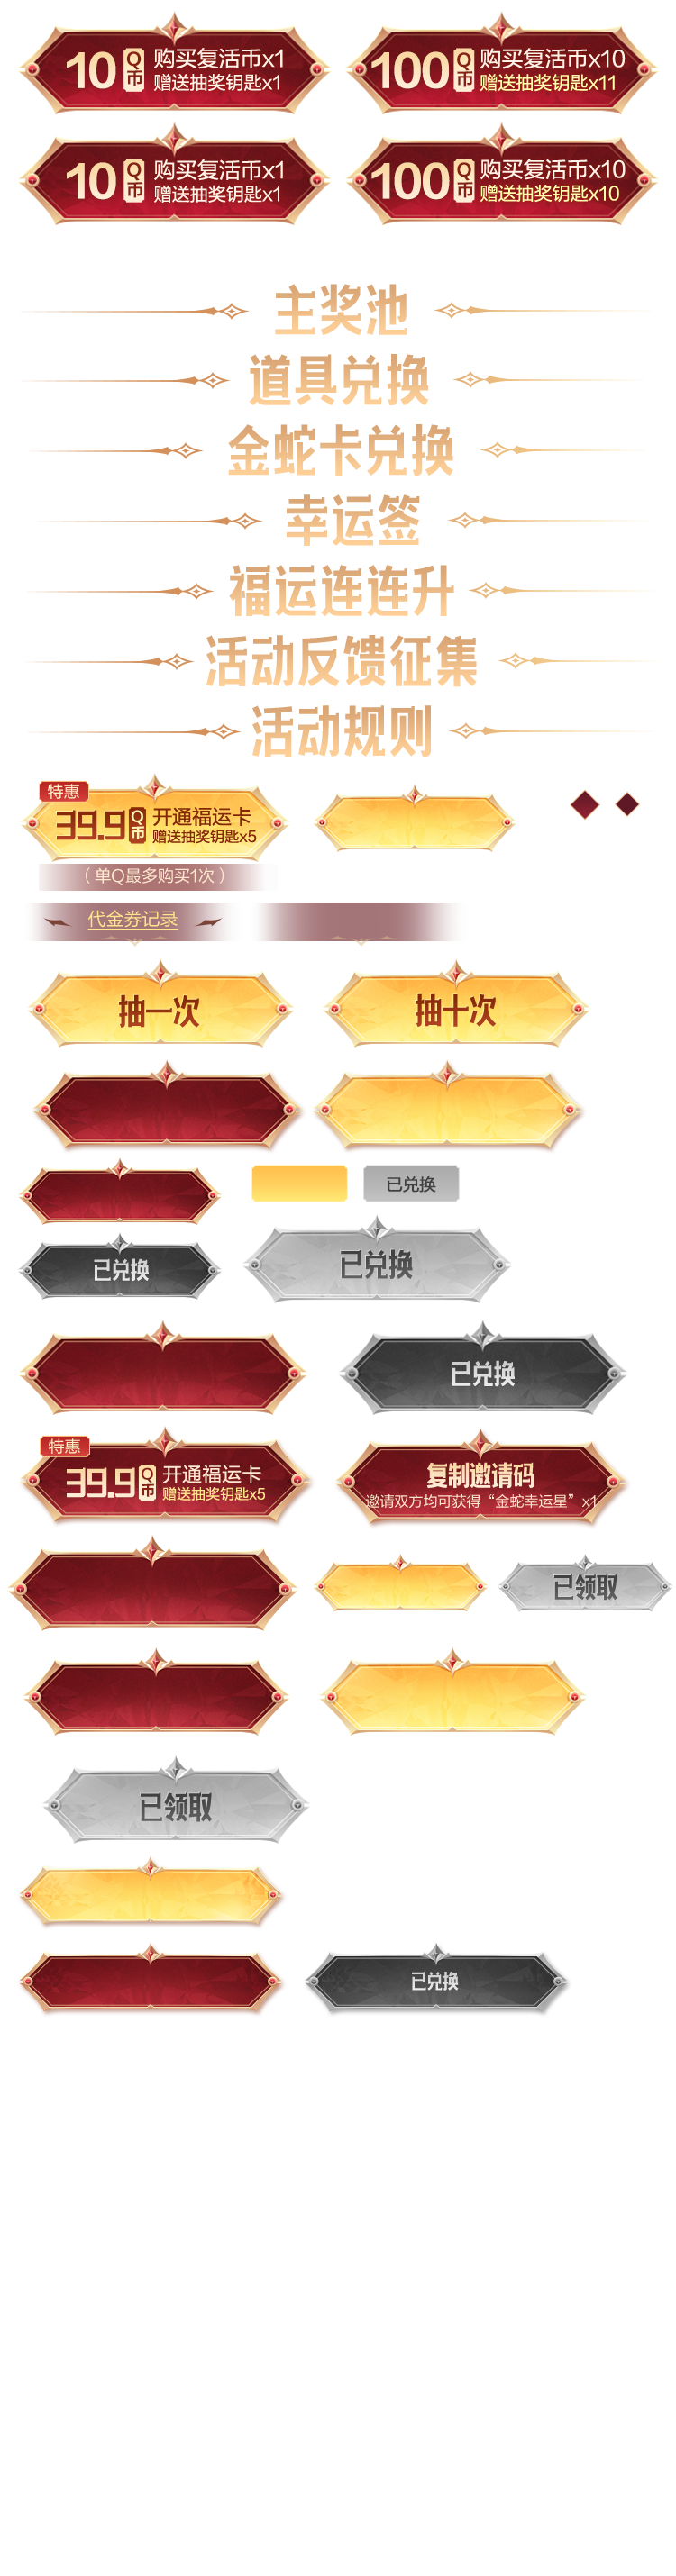 10Q币 购买复活币x1
赠送抽奖钥匙x1
100Q币 购买复活币x10
赠送抽奖钥匙x11
10Q币 购买复活币x1
赠送抽奖钥匙x1
100Q币 购买复活币x10
赠送抽奖钥匙x10
主奖池
道具兑换
金蛇卡兑换
幸运签
福运连连升
活动反馈征集
活动规则
特惠
39.9Q币 开通福运卡
赠送抽奖钥匙x5
（单Q最多购买1次）
代金券记录
抽一次
抽十次
已兑换
已兑换
已兑换
已兑换
特惠
39.9Q币 开通福运卡
赠送抽奖钥匙x5
复制邀请码
邀请双方均可获得“金蛇幸运星”x1
已领取
已领取
已兑换